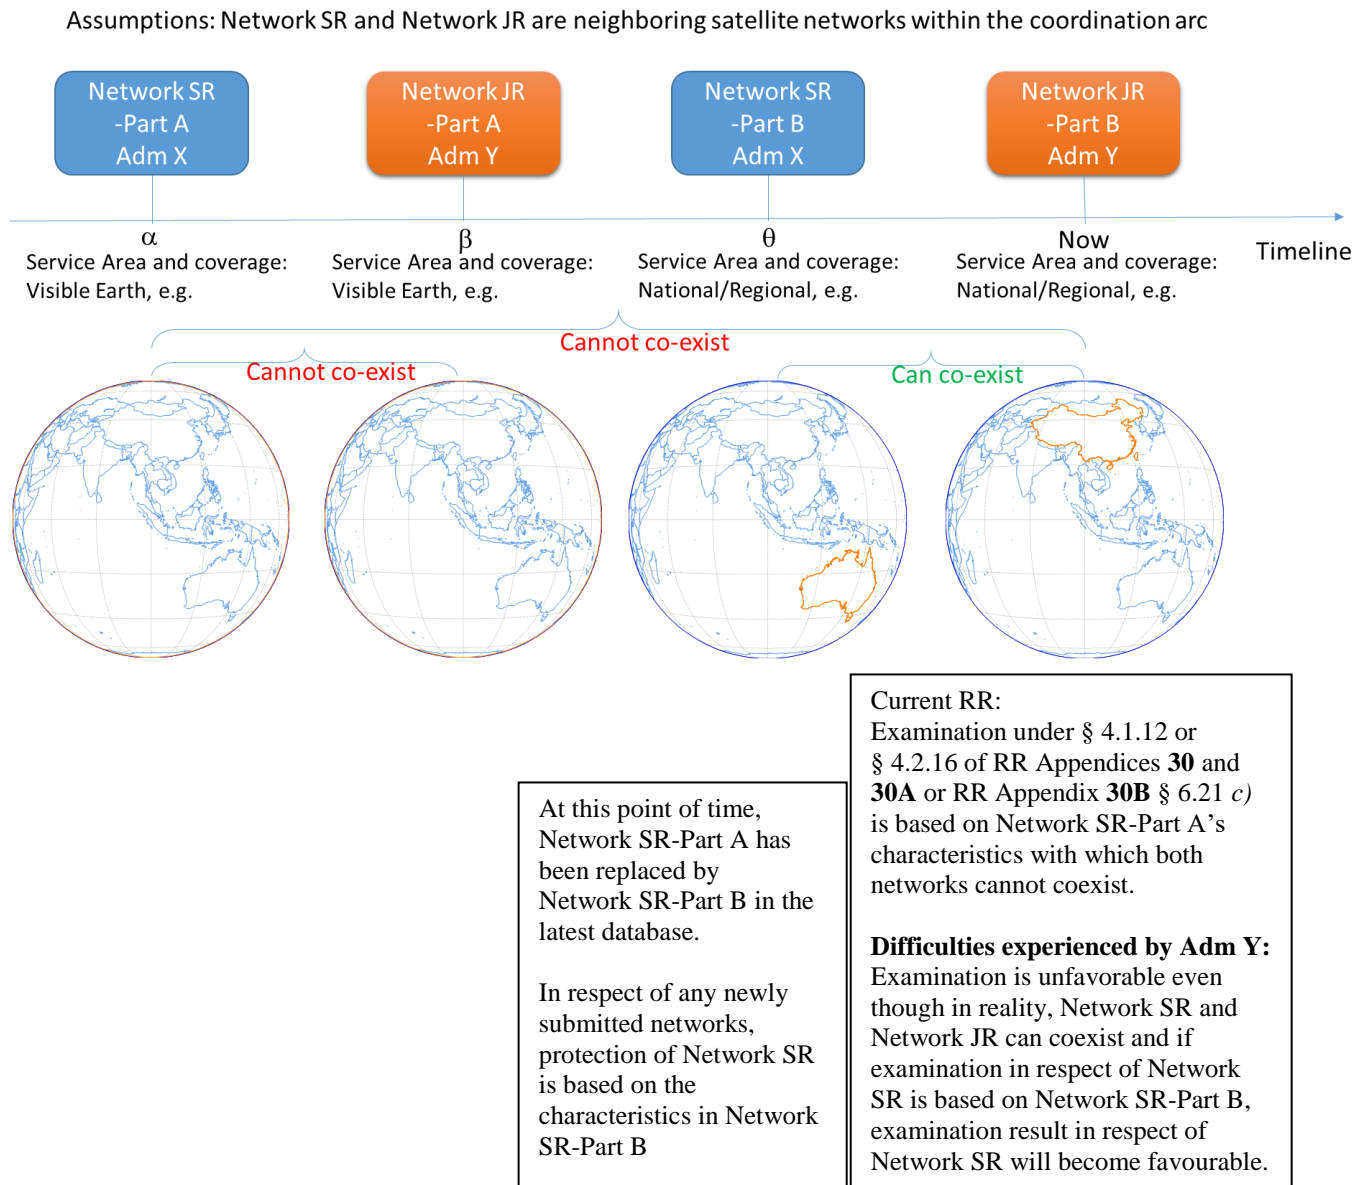 Assumptions: Network SR and Network JR are neighboring satellite networks within the coordination arc
Network SR
-Part A
Adm X
Network JR
-Part A
Adm Y
Network SR
-Part B
Adm X
Network JR
-Part B
Adm Y
α
β
θ
Now
Timeline
Service Area and coverage:
Visible Earth, e.g.
Service Area and coverage:
Visible Earth, e.g.
Service Area and coverage:
National/Regional, e.g.
Service Area and coverage:
National/Regional, e.g.
Cannot co-exist
Cannot co-exist
Can co-exist
At this point of time,
Network SR-Part A has
been replaced by
Network SR-Part B in the
latest database.
In respect of any newly
submitted networks,
protection of Network SR
is based on the
characteristics in Network
SR-Part B
Current RR:
Examination under § 4.1.12 or
§ 4.2.16 of RR Appendices 30 and
30A or RR Appendix 30B § 6.21 c)
is based on Network SR-Part A’s
characteristics with which both
networks cannot coexist.
Difficulties experienced by Adm Y:
Examination is unfavorable even
though in reality, Network SR and
Network JR can coexist and if
examination in respect of Network
SR is based on Network SR-Part B,
examination result in respect of
Network SR will become favourable.